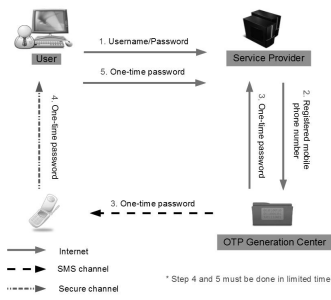 User
1. Username/Password
5. One-time password
Service Provider
4. One-time password
3. One-time password
2. Registered mobile
phone number
3. One-time password
OTP Generation Center
Internet
SMS channel
Secure channel
* Step 4 and 5 must be done in limited time